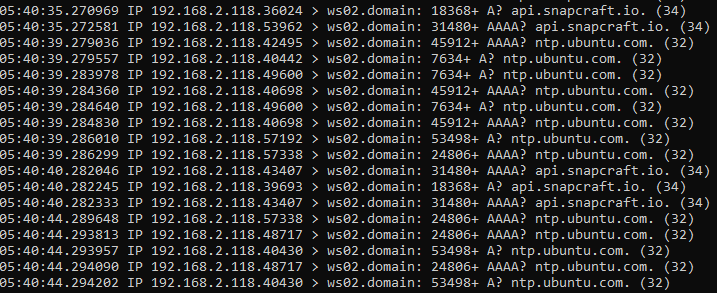 05:40:35.270969 IP 192.168.2.118.36024 > ws02.domain: 18368+ A? api.snapcraft.io. (34)
05:40:35.272581 IP 192.168.2.118.53962 > ws02.domain: 31480+ AAAA? api.snapcraft.io. (34)
05:40:39.279036 IP 192.168.2.118.42495 > ws02.domain: 45912+ AAAA? ntp.ubuntu.com. (32)
05:40:39.279557 IP 192.168.2.118.40442 > ws02.domain: 7634+ A? ntp.ubuntu.com. (32)
05:40:39.283978 IP 192.168.2.118.49600 > ws02.domain: 7634+ A? ntp.ubuntu.com. (32)
05:40:39.284360 IP 192.168.2.118.40698 > ws02.domain: 45912+ AAAA? ntp.ubuntu.com. (32)
05:40:39.284640 IP 192.168.2.118.49600 > ws02.domain: 7634+ A? ntp.ubuntu.com. (32)
05:40:39.284830 IP 192.168.2.118.40698 > ws02.domain: 45912+ AAAA? ntp.ubuntu.com. (32)
05:40:39.286010 IP 192.168.2.118.57192 > ws02.domain: 53498+ A? ntp.ubuntu.com. (32)
05:40:39.286299 IP 192.168.2.118.57338 > ws02.domain: 24806+ AAAA? ntp.ubuntu.com. (32)
05:40:40.282046 IP 192.168.2.118.43407 > ws02.domain: 31480+ AAAA? api.snapcraft.io. (34)
05:40:40.282245 IP 192.168.2.118.39693 > ws02.domain: 18368+ A? api.snapcraft.io. (34)
05:40:40.282333 IP 192.168.2.118.43407 > ws02.domain: 31480+ AAAA? api.snapcraft.io. (34)
05:40:44.289648 IP 192.168.2.118.57338 > ws02.domain: 24806+ AAAA? ntp.ubuntu.com. (32)
05:40:44.293813 IP 192.168.2.118.48717 > ws02.domain: 24806+ AAAA? ntp.ubuntu.com. (32)
05:40:44.293957 IP 192.168.2.118.40430 > ws02.domain: 53498+ A? ntp.ubuntu.com. (32)
05:40:44.294090 IP 192.168.2.118.48717 > ws02.domain: 24806+ AAAA? ntp.ubuntu.com. (32)
05:40:44.294202 IP 192.168.2.118.40430 > ws02.domain: 53498+ A? ntp.ubuntu.com. (32)